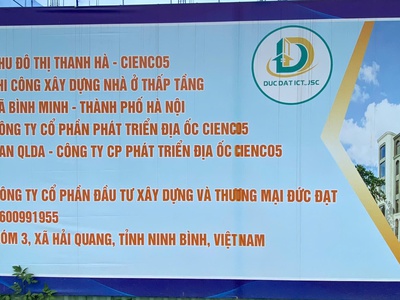 HU ĐÔ THỊ THANH HÀ - CIENCO5
HI CÔNG XÂY DỰNG NHÀ Ở THẤP TẦNG
Ã BÌNH MINH - THÀNH PHỐ HÀ NỘI
ÔNG TY CỔ PHẦN PHÁT TRIỂN ĐỊA ỐC CIENCO5
AN QLDA - CÔNG TY CP PHÁT TRIỂN ĐỊA ỐC CIENCO5
ÔNG TY CỔ PHẦN ĐẦU TƯ XÂY DỰNG VÀ THƯƠNG MẠI ĐỨC ĐẠT
600991955
ÓM 3, XÃ HẢI QUANG, TỈNH NINH BÌNH, VIỆT NAM
DUC DAT ICT.,JSC